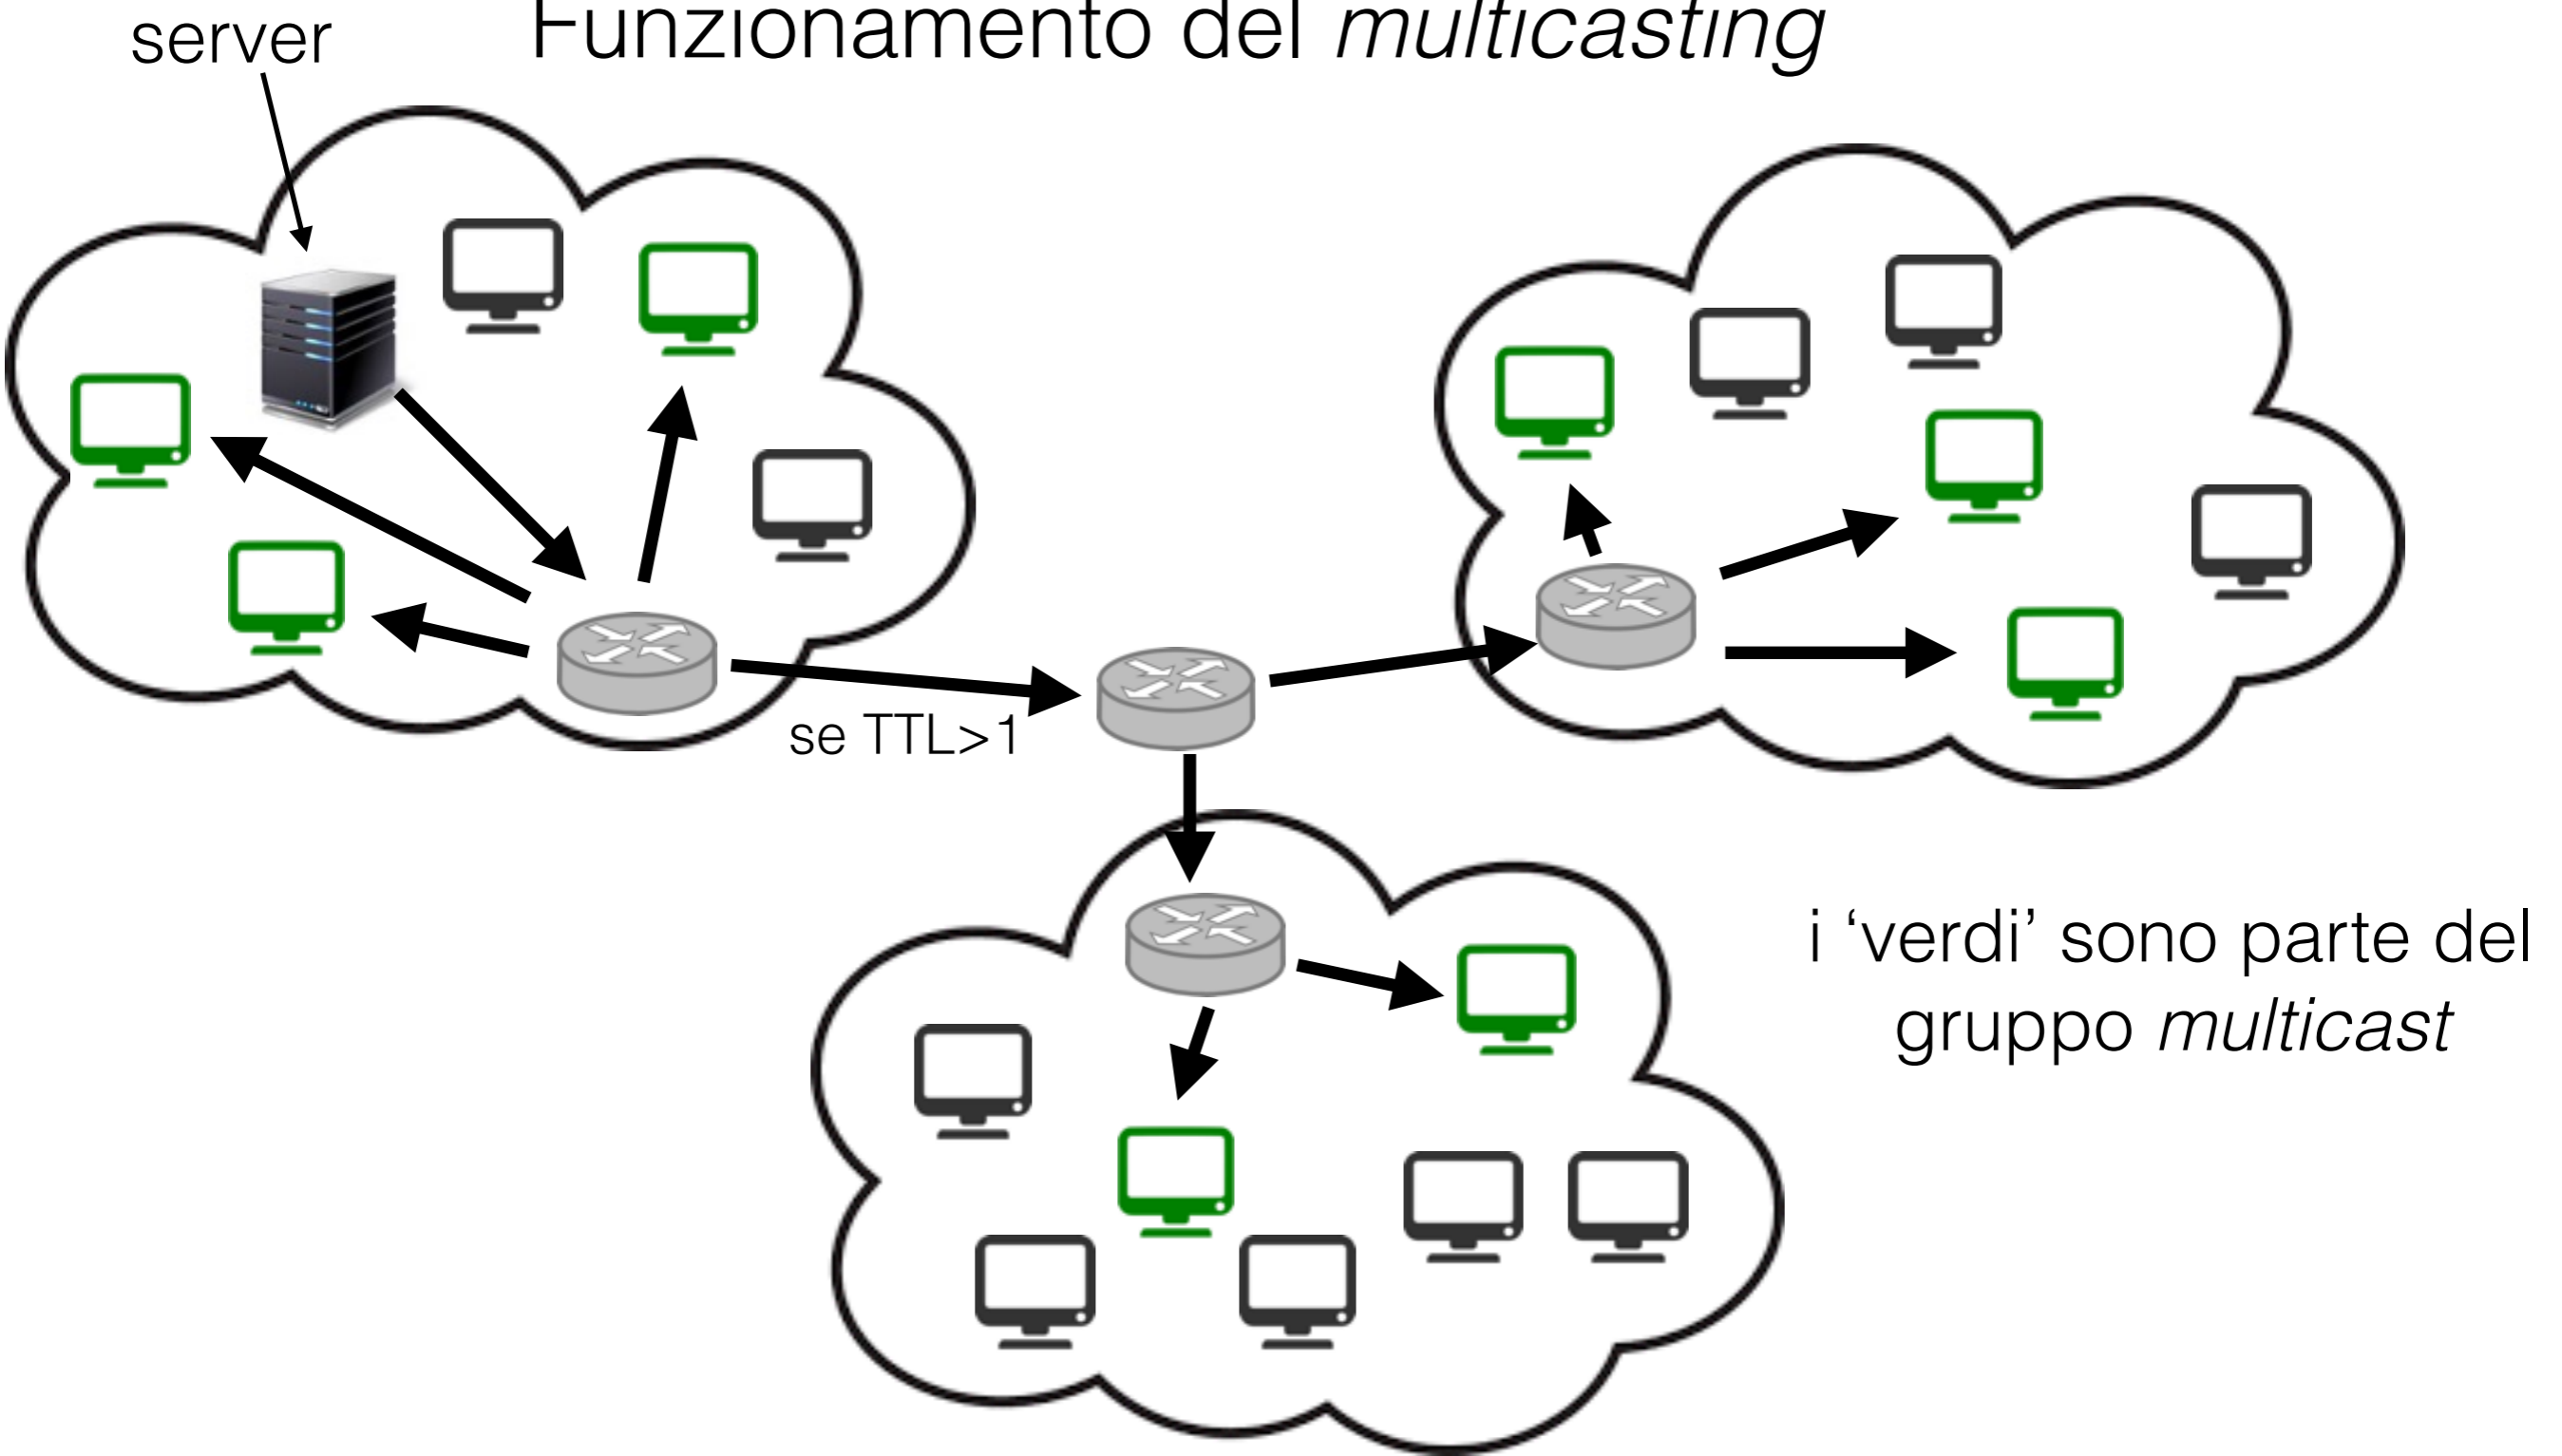 Funzionamento del multicasting
server
se TTL>1
i ‘verdi’ sono parte del
gruppo multicast